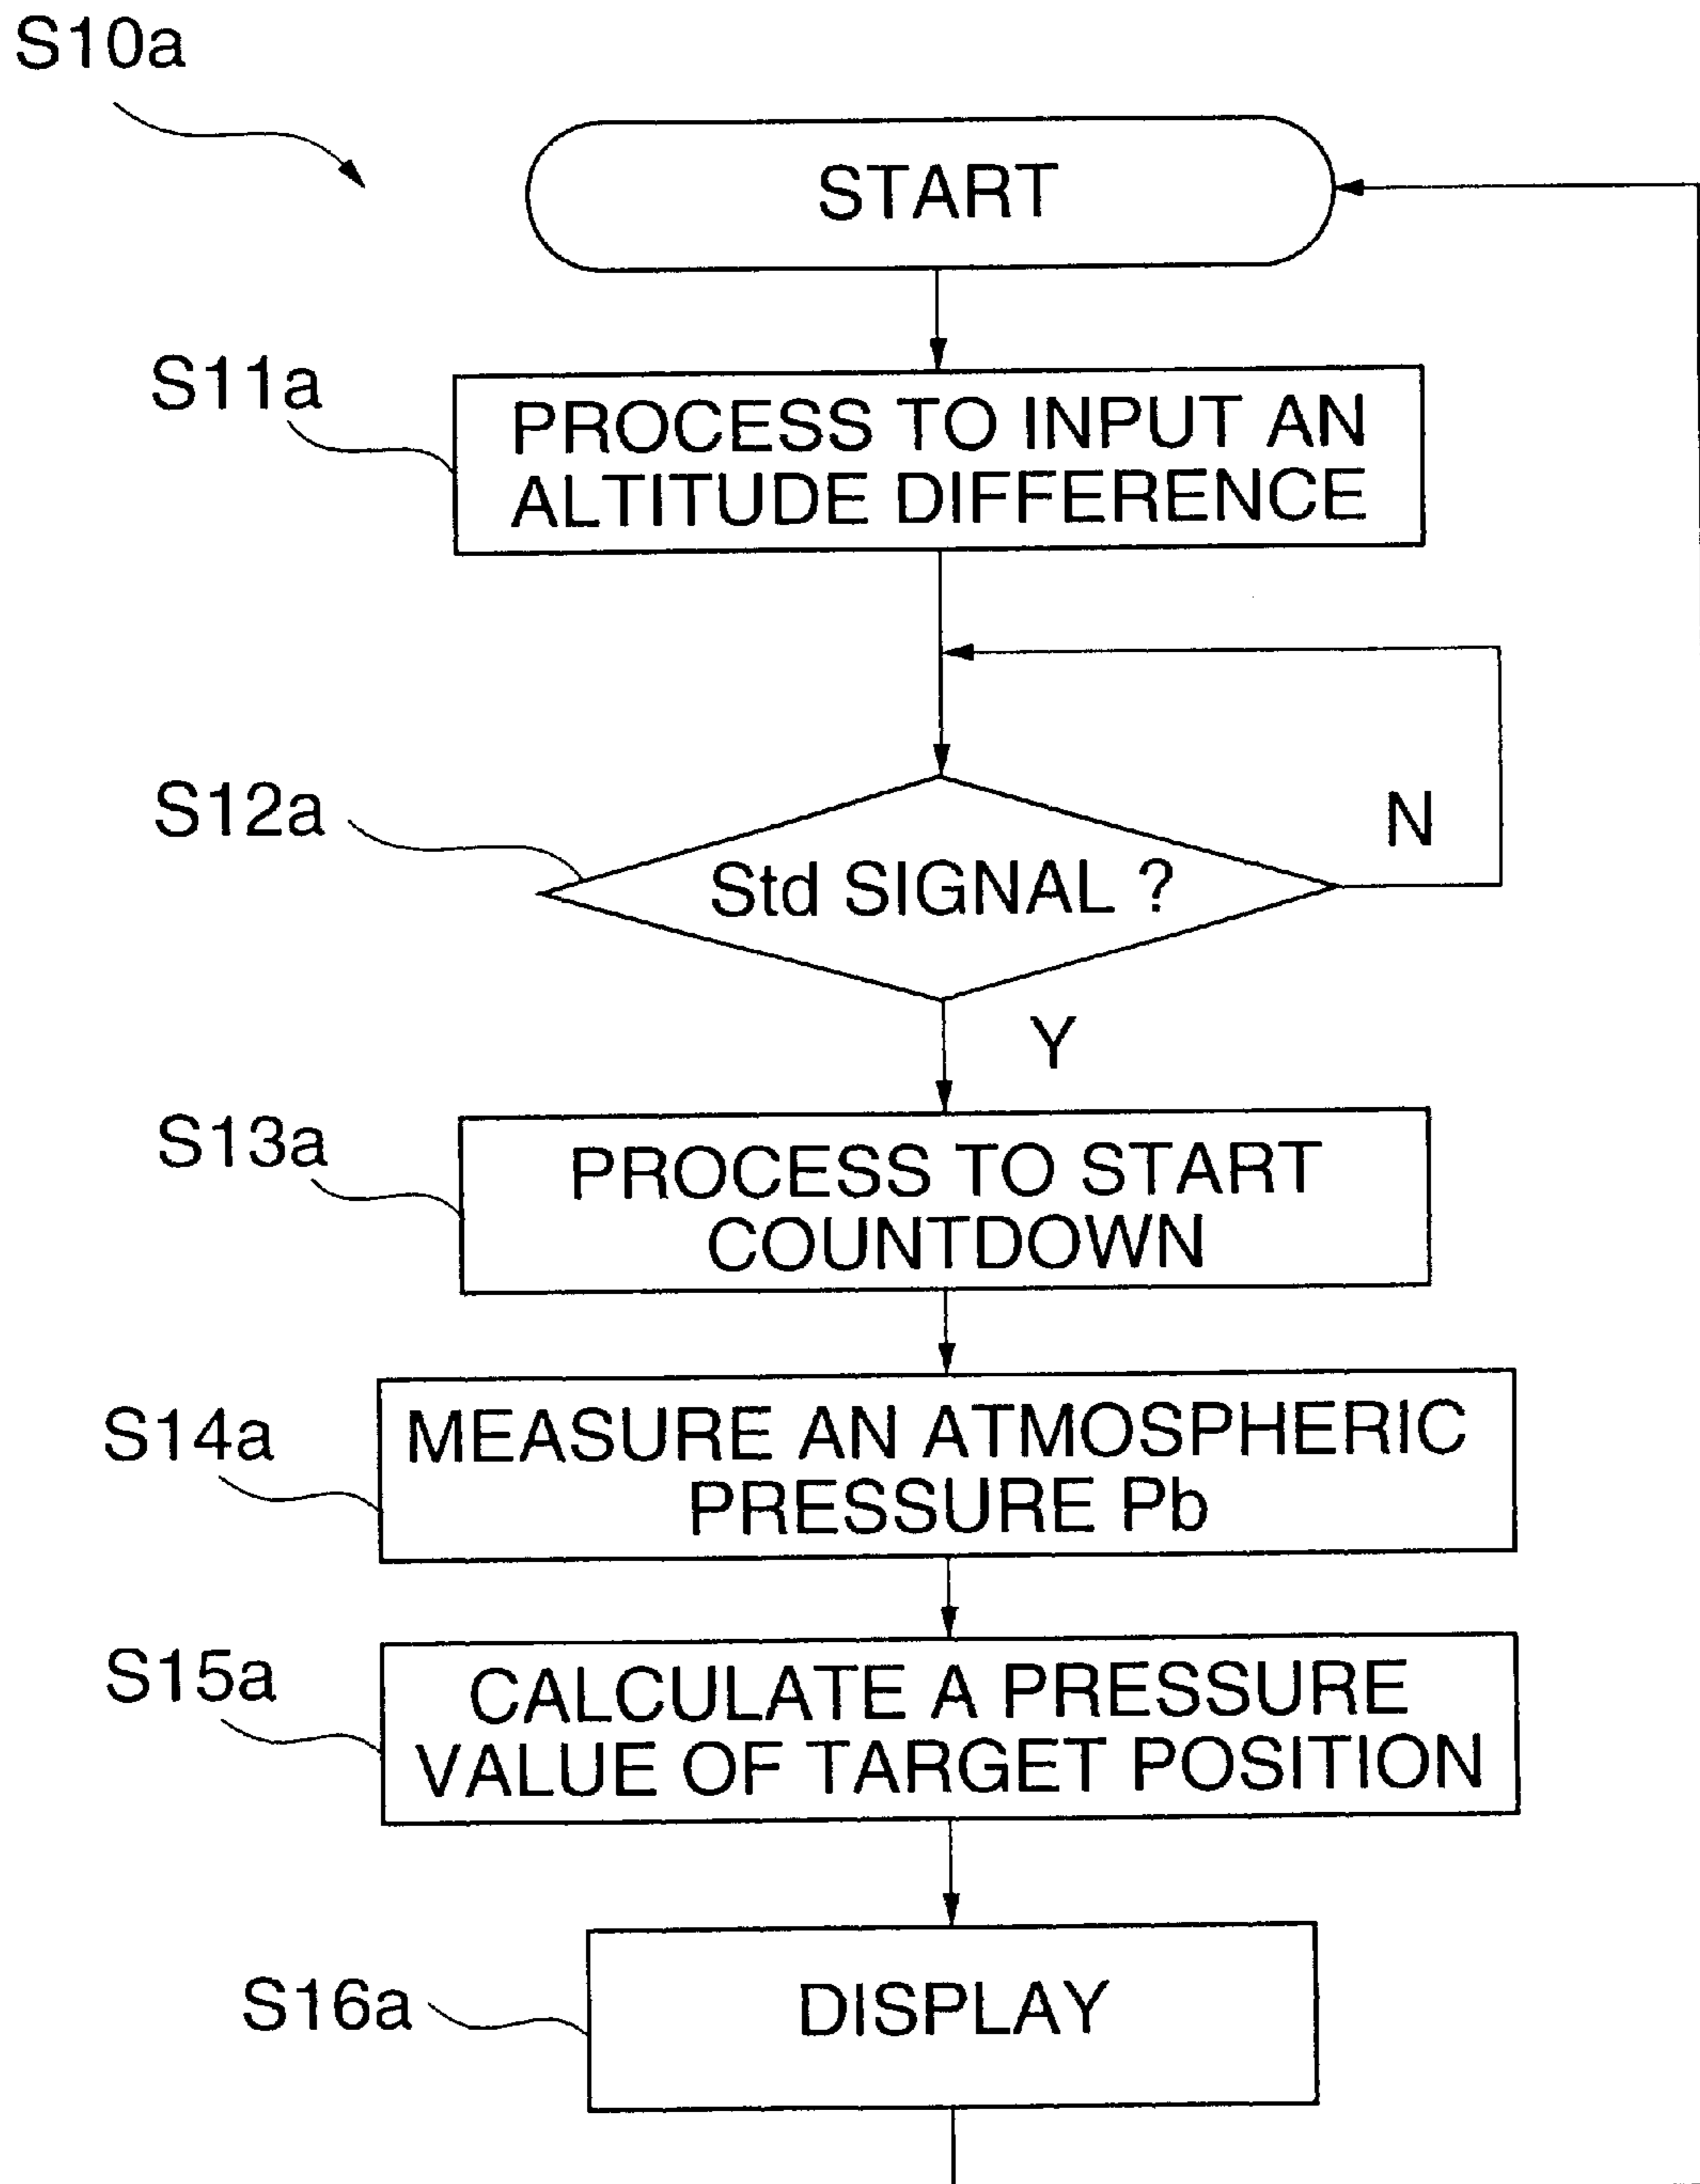 S10a
START
S11a
PROCESS TO INPUT AN
ALTITUDE DIFFERENCE
S12a
Std SIGNAL ?
N
Y
S13a
PROCESS TO START
COUNTDOWN
S14a
MEASURE AN ATMOSPHERIC
PRESSURE Pb
S15a
CALCULATE A PRESSURE
VALUE OF TARGET POSITION
S16a
DISPLAY